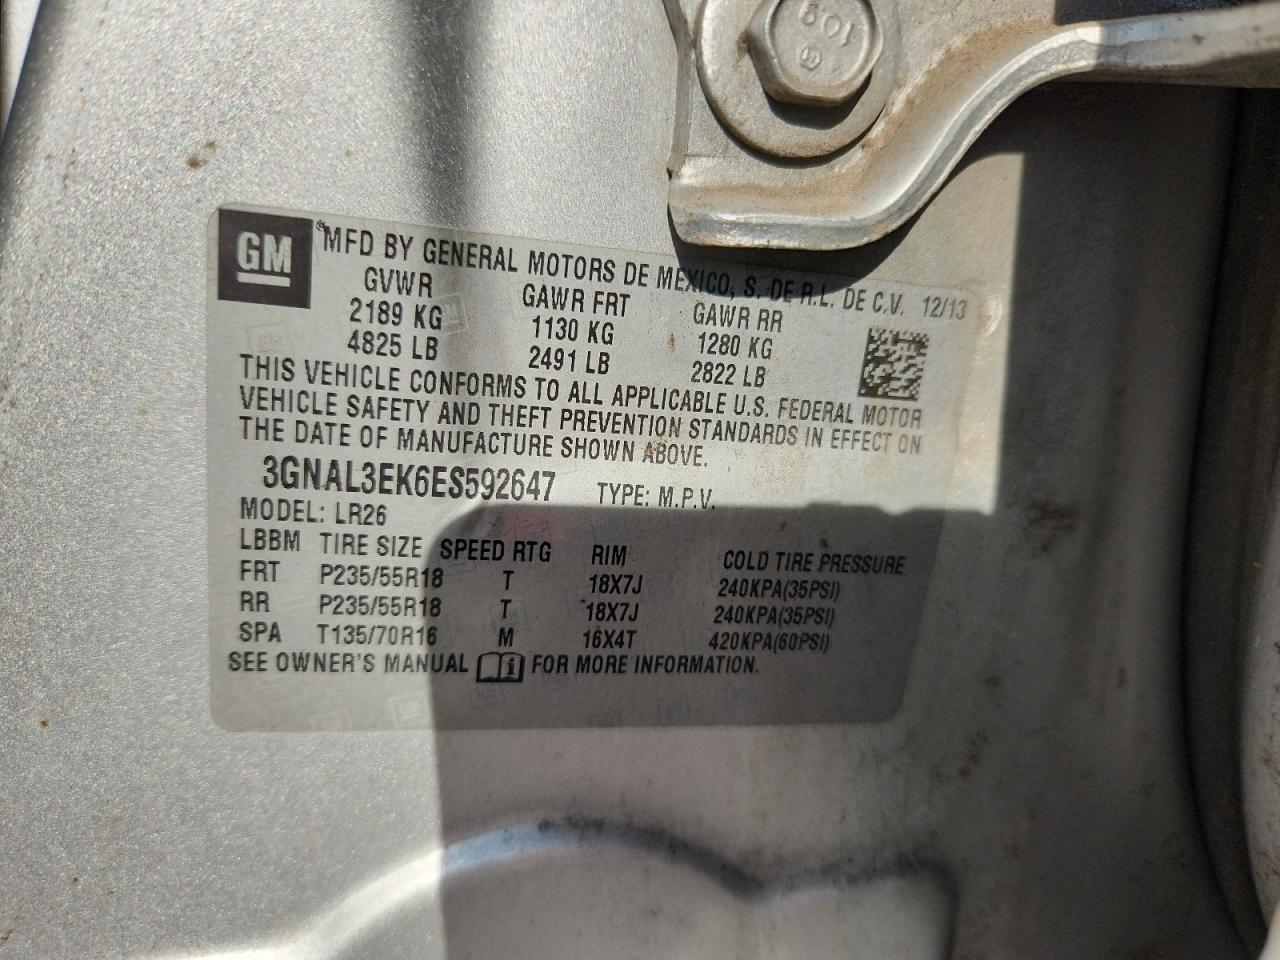 10.9
GM
MFD BY GENERAL MOTORS DE MEXICO, S. DE R.L. DE C.V. 12/13
GVWR GAWR FRT GAWR RR
2189 KG 1130 KG 1280 KG
4825 LB 2491 LB 2822 LB
THIS VEHICLE CONFORMS TO ALL APPLICABLE U.S. FEDERAL MOTOR
VEHICLE SAFETY AND THEFT PREVENTION STANDARDS IN EFFECT ON
THE DATE OF MANUFACTURE SHOWN ABOVE.
3GNAL3EK6ES592647 TYPE: M.P.V.
MODEL: LR26
LBBM TIRE SIZE SPEED RTG RIM COLD TIRE PRESSURE
FRT P235/55R18 T 18X7J 240KPA(35PSI)
RR P235/55R18 T 18X7J 240KPA(35PSI)
SPA T135/70R16 M 16X4T 420KPA(60PSI)
SEE OWNER'S MANUAL i FOR MORE INFORMATION.